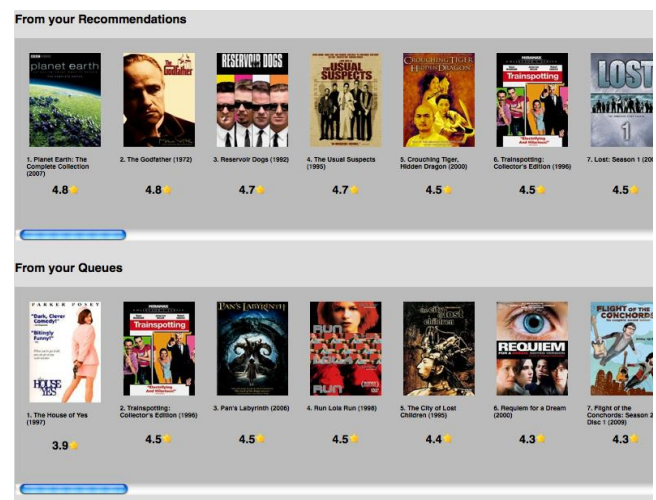 From your Recommendations
planet earth
The Godfather
RESERVOIR DOGS
THE USUAL SUSPECTS
CROUCHING TIGER HIDDEN DRAGON
Trainspotting
LOST
1
1. Planet Earth: The
Complete Collection
(2007)
2. The Godfather (1972)
3. Reservoir Dogs (1992)
4. The Usual Suspects
(1995)
5. Crouching Tiger,
Hidden Dragon (2000)
6. Trainspotting:
Collector's Edition (1996)
7. Lost: Season 1 (200
4.8
4.8
4.7
4.7
4.5
4.5
4.5
From your Queues
PARKER POSEY
"Dark, Clever
Comedy!"
"Bitingly
Funny!"
HOUSE
YES
Trainspotting
PAN'S LABYRINTH
RUN
RUN
the city of lost
children
REQUIEM
FOR A DREAM
FLIGHT OF THE
CONCHORDS
1. The House of Yes
(1997)
2. Trainspotting:
Collector's Edition (1996)
3. Pan's Labyrinth (2006)
4. Run Lola Run (1998)
5. The City of Lost
Children (1995)
6. Requiem for a Dream
(2000)
7. Flight of the
Conchords: Season 2
Disc 1 (2009)
3.9
4.5
4.5
4.5
4.4
4.3
4.3